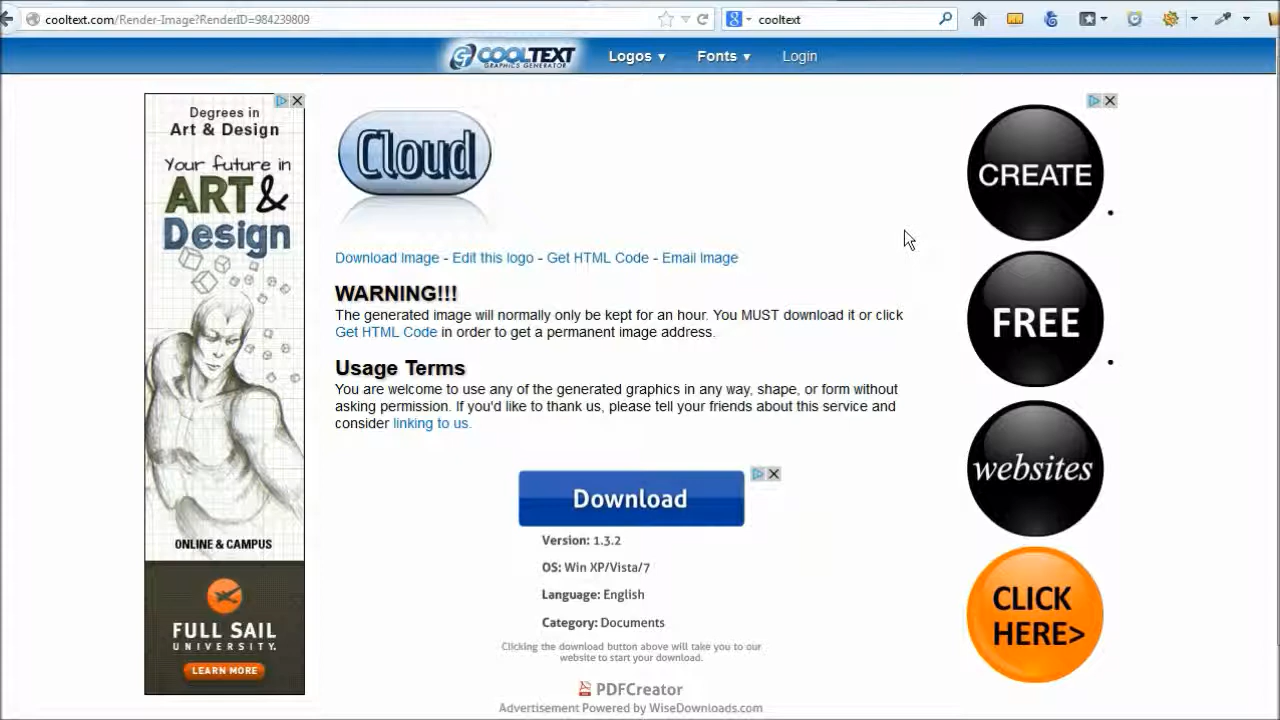 cooltext.com/Render-Image?RenderID=984239809
cooltext
COOLTEXT
GRAPHICS GENERATOR
Logos ▾
Fonts ▾
Login
Degrees in
Art & Design
Your future in
ART&
Design
ONLINE & CAMPUS
FULL SAIL
UNIVERSITY.
LEARN MORE
Cloud
Download Image - Edit this logo - Get HTML Code - Email Image
WARNING!!!
The generated image will normally only be kept for an hour. You MUST download it or click
Get HTML Code in order to get a permanent image address.
Usage Terms
You are welcome to use any of the generated graphics in any way, shape, or form without
asking permission. If you'd like to thank us, please tell your friends about this service and
consider linking to us.
Download
Version: 1.3.2
OS: Win XP/Vista/7
Language: English
Category: Documents
Clicking the download button above will take you to our
website to start your download.
PDFCreator
Advertisement Powered by WiseDownloads.com
CREATE
FREE
websites
CLICK
HERE>